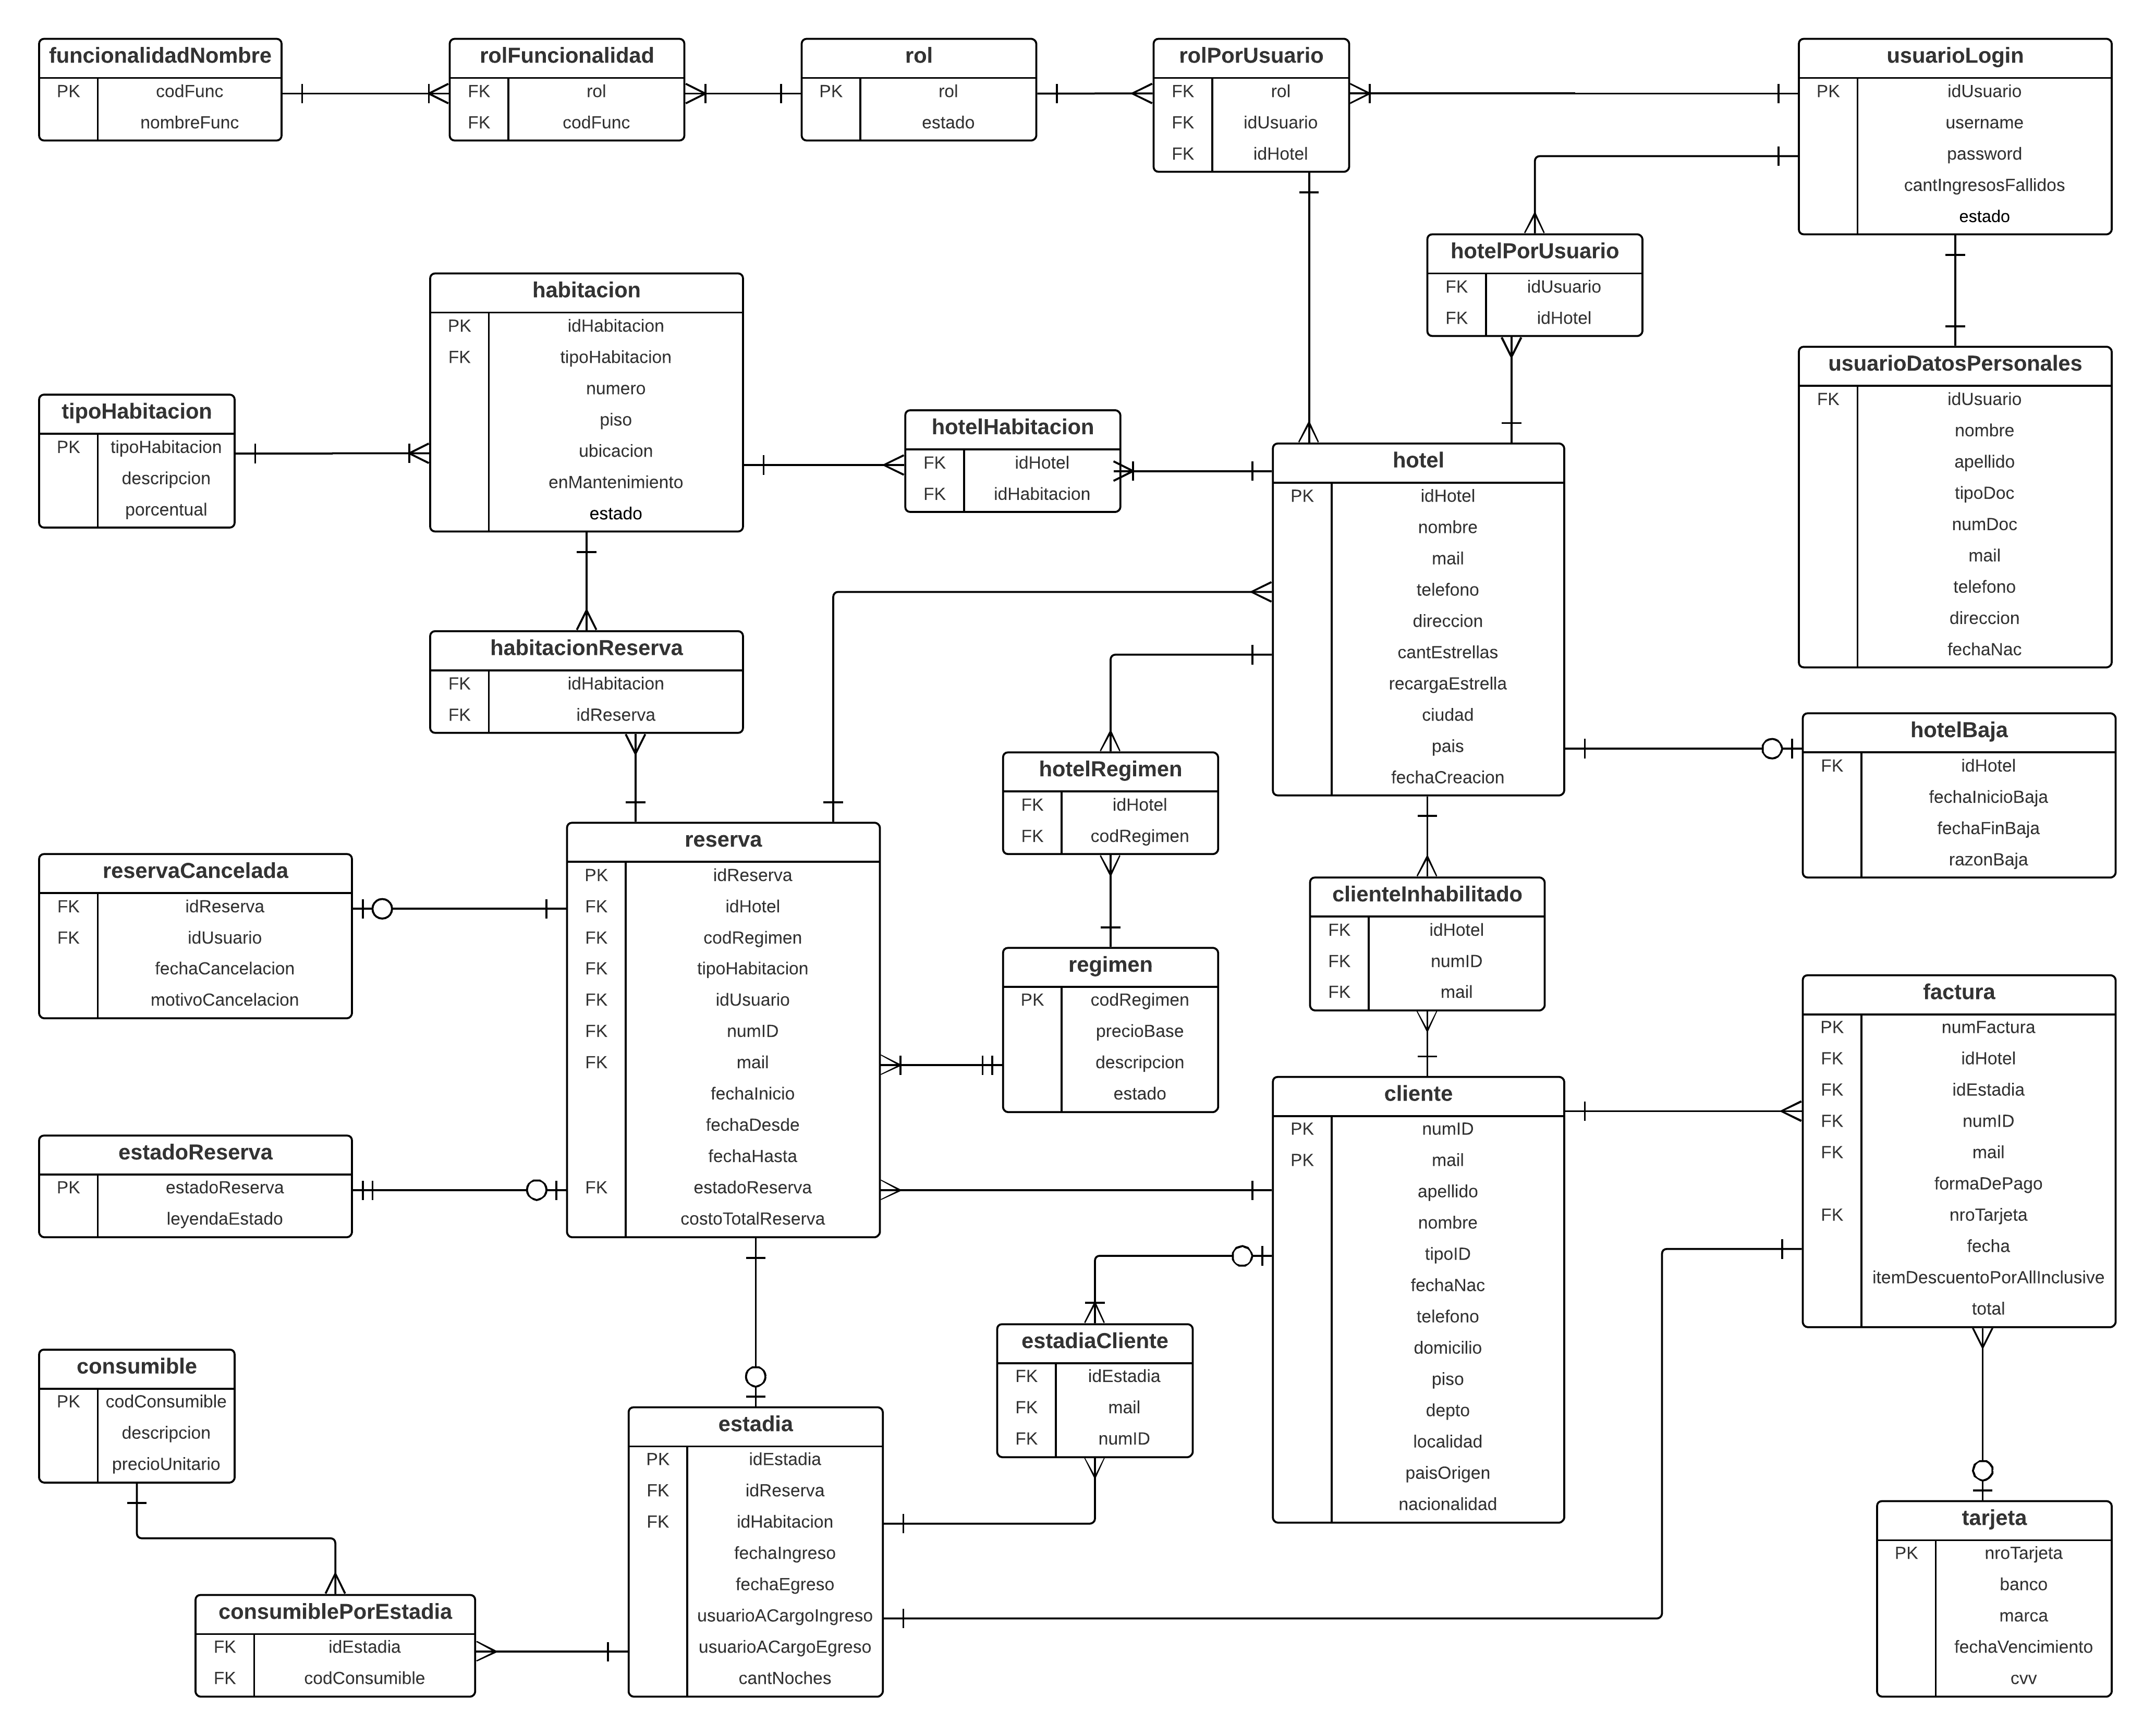 funcionalidadNombre
PK codFunc
nombreFunc
rolFuncionalidad
FK rol
FK codFunc
rol
PK rol
estado
rolPorUsuario
FK rol
FK idUsuario
FK idHotel
usuarioLogin
PK idUsuario
username
password
cantIngresosFallidos
estado
hotelPorUsuario
FK idUsuario
FK idHotel
habitacion
PK idHabitacion
FK tipoHabitacion
numero
piso
ubicacion
enMantenimiento
estado
usuarioDatosPersonales
FK idUsuario
nombre
apellido
tipoDoc
numDoc
mail
telefono
direccion
fechaNac
tipoHabitacion
PK tipoHabitacion
descripcion
porcentual
hotelHabitacion
FK idHotel
FK idHabitacion
hotel
PK idHotel
nombre
mail
telefono
direccion
cantEstrellas
recargaEstrella
ciudad
pais
fechaCreacion
habitacionReserva
FK idHabitacion
FK idReserva
hotelBaja
FK idHotel
fechaInicioBaja
fechaFinBaja
razonBaja
hotelRegimen
FK idHotel
FK codRegimen
reserva
PK idReserva
FK idHotel
FK codRegimen
FK tipoHabitacion
FK idUsuario
FK numID
FK mail
fechaInicio
fechaDesde
fechaHasta
FK estadoReserva
costoTotalReserva
reservaCancelada
FK idReserva
FK idUsuario
fechaCancelacion
motivoCancelacion
clienteInhabilitado
FK idHotel
FK numID
FK mail
regimen
PK codRegimen
precioBase
descripcion
estado
factura
PK numFactura
FK idHotel
FK idEstadia
FK numID
FK mail
formaDePago
FK nroTarjeta
fecha
itemDescuentoPorAllInclusive
total
cliente
PK numID
PK mail
apellido
nombre
tipoID
fechaNac
telefono
domicilio
piso
depto
localidad
paisOrigen
nacionalidad
estadoReserva
PK estadoReserva
leyendaEstado
estadiaCliente
FK idEstadia
FK mail
FK numID
consumible
PK codConsumible
descripcion
precioUnitario
estadia
PK idEstadia
FK idReserva
FK idHabitacion
fechaIngreso
fechaEgreso
usuarioACargoIngreso
usuarioACargoEgreso
cantNoches
tarjeta
PK nroTarjeta
banco
marca
fechaVencimiento
cvv
consumiblePorEstadia
FK idEstadia
FK codConsumible